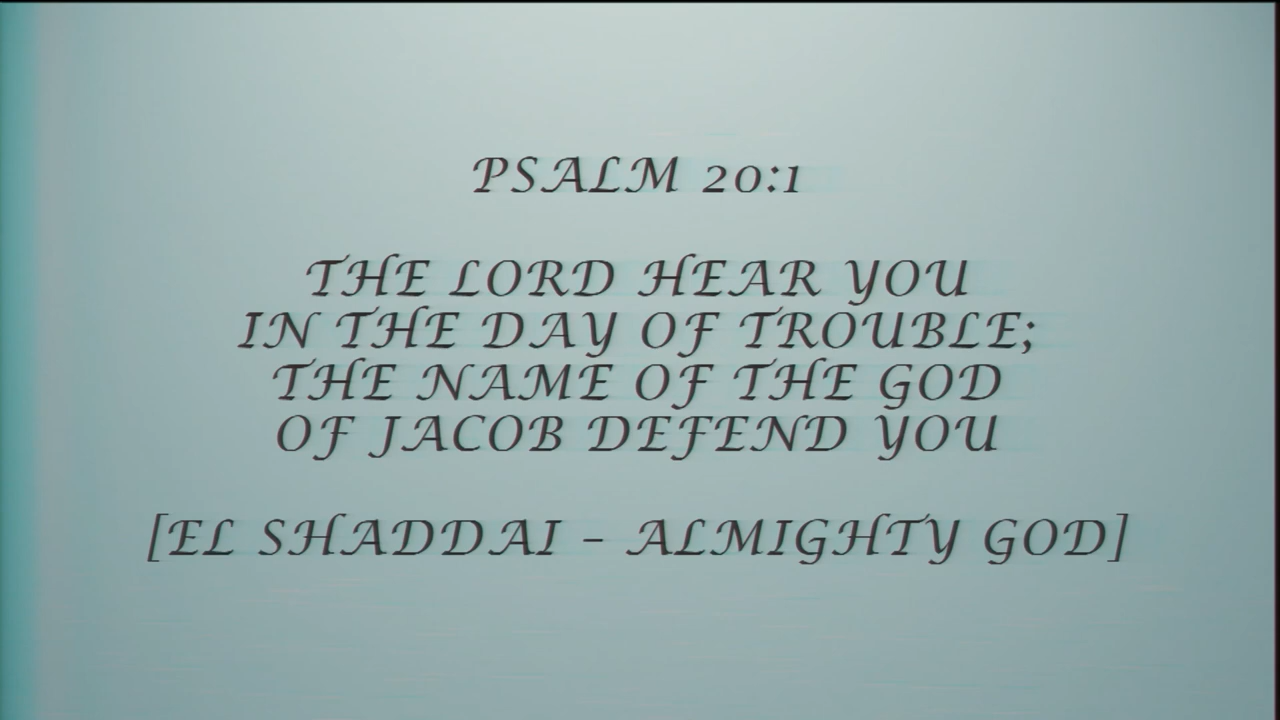 PSALM 20:1
THE LORD HEAR YOU
IN THE DAY OF TROUBLE;
THE NAME OF THE GOD
OF JACOB DEFEND YOU
[EL SHADDAI – ALMIGHTY GOD]